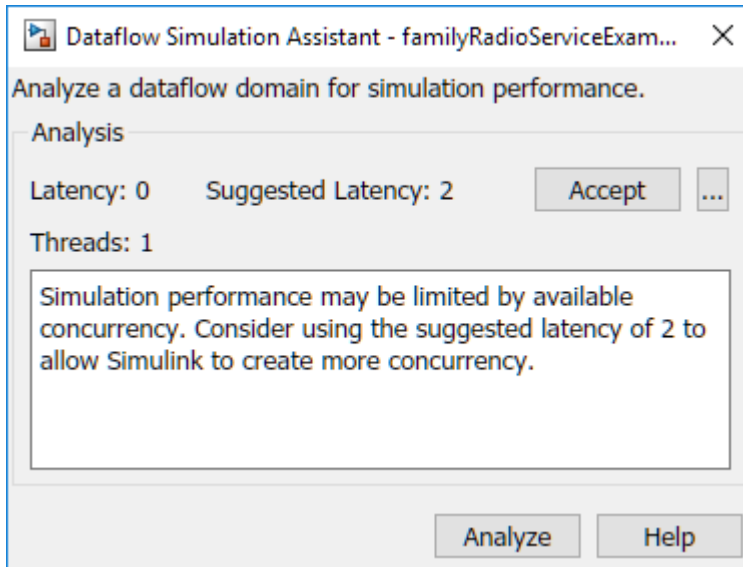 Dataflow Simulation Assistant - familyRadioServiceExam...
Analyze a dataflow domain for simulation performance.
Analysis
Latency: 0 Suggested Latency: 2 Accept ...
Threads: 1
Simulation performance may be limited by available
concurrency. Consider using the suggested latency of 2 to
allow Simulink to create more concurrency.
Analyze Help